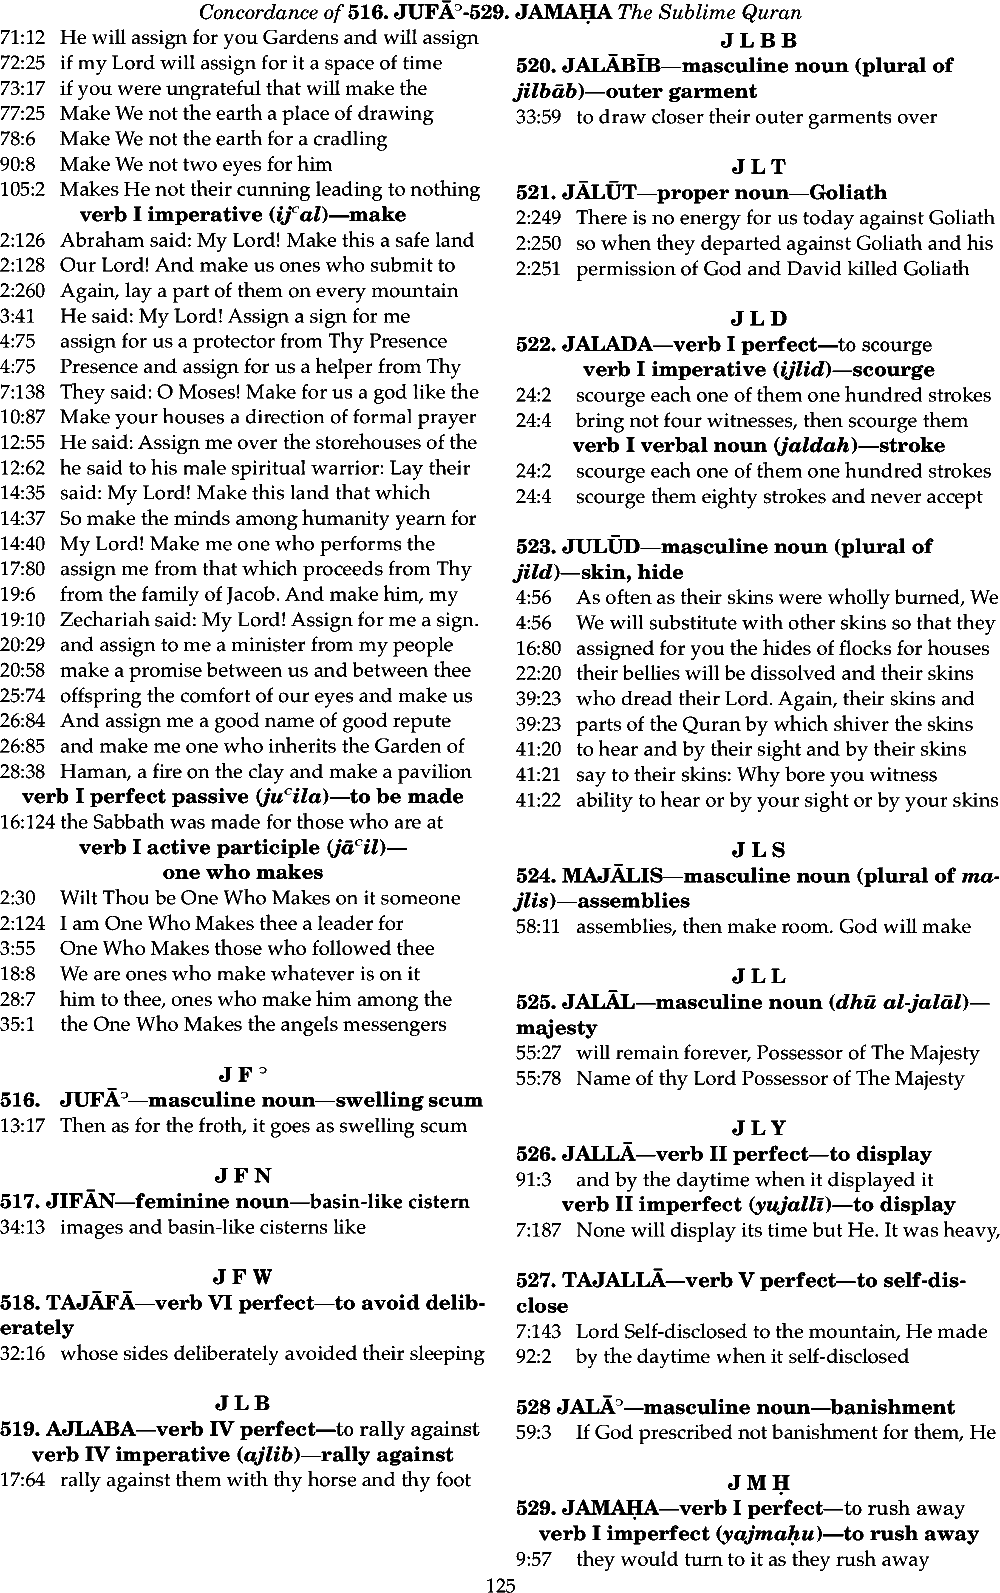 Concordance of 516. JUFĀᵓ-529. JAMAḤA The Sublime Quran
71:12 He will assign for you Gardens and will assign
72:25 if my Lord will assign for it a space of time
73:17 if you were ungrateful that will make the
77:25 Make We not the earth a place of drawing
78:6 Make We not the earth for a cradling
90:8 Make We not two eyes for him
105:2 Makes He not their cunning leading to nothing
verb I imperative (ijᶜal)—make
2:126 Abraham said: My Lord! Make this a safe land
2:128 Our Lord! And make us ones who submit to
2:260 Again, lay a part of them on every mountain
3:41 He said: My Lord! Assign a sign for me
4:75 assign for us a protector from Thy Presence
4:75 Presence and assign for us a helper from Thy
7:138 They said: O Moses! Make for us a god like the
10:87 Make your houses a direction of formal prayer
12:55 He said: Assign me over the storehouses of the
12:62 he said to his male spiritual warrior: Lay their
14:35 said: My Lord! Make this land that which
14:37 So make the minds among humanity yearn for
14:40 My Lord! Make me one who performs the
17:80 assign me from that which proceeds from Thy
19:6 from the family of Jacob. And make him, my
19:10 Zechariah said: My Lord! Assign for me a sign.
20:29 and assign to me a minister from my people
20:58 make a promise between us and between thee
25:74 offspring the comfort of our eyes and make us
26:84 And assign me a good name of good repute
26:85 and make me one who inherits the Garden of
28:38 Haman, a fire on the clay and make a pavilion
verb I perfect passive (juᶜila)—to be made
16:124 the Sabbath was made for those who are at
verb I active participle (jāᶜil)—
one who makes
2:30 Wilt Thou be One Who Makes on it someone
2:124 I am One Who Makes thee a leader for
3:55 One Who Makes those who followed thee
18:8 We are ones who make whatever is on it
28:7 him to thee, ones who make him among the
35:1 the One Who Makes the angels messengers
J F ᵓ
516. JUFĀᵓ—masculine noun—swelling scum
13:17 Then as for the froth, it goes as swelling scum
J F N
517. JIFĀN—feminine noun—basin-like cistern
34:13 images and basin-like cisterns like
J F W
518. TAJĀFĀ—verb VI perfect—to avoid delib-
erately
32:16 whose sides deliberately avoided their sleeping
J L B
519. AJLABA—verb IV perfect—to rally against
verb IV imperative (ajlib)—rally against
17:64 rally against them with thy horse and thy foot
J L B B
520. JALĀBĪB—masculine noun (plural of
jilbāb)—outer garment
33:59 to draw closer their outer garments over
J L T
521. JĀLŪT—proper noun—Goliath
2:249 There is no energy for us today against Goliath
2:250 so when they departed against Goliath and his
2:251 permission of God and David killed Goliath
J L D
522. JALADA—verb I perfect—to scourge
verb I imperative (ijlid)—scourge
24:2 scourge each one of them one hundred strokes
24:4 bring not four witnesses, then scourge them
verb I verbal noun (jaldah)—stroke
24:2 scourge each one of them one hundred strokes
24:4 scourge them eighty strokes and never accept
523. JULŪD—masculine noun (plural of
jild)—skin, hide
4:56 As often as their skins were wholly burned, We
4:56 We will substitute with other skins so that they
16:80 assigned for you the hides of flocks for houses
22:20 their bellies will be dissolved and their skins
39:23 who dread their Lord. Again, their skins and
39:23 parts of the Quran by which shiver the skins
41:20 to hear and by their sight and by their skins
41:21 say to their skins: Why bore you witness
41:22 ability to hear or by your sight or by your skins
J L S
524. MAJĀLIS—masculine noun (plural of ma-
jlis)—assemblies
58:11 assemblies, then make room. God will make
J L L
525. JALĀL—masculine noun (dhū al-jalāl)—
majesty
55:27 will remain forever, Possessor of The Majesty
55:78 Name of thy Lord Possessor of The Majesty
J L Y
526. JALLĀ—verb II perfect—to display
91:3 and by the daytime when it displayed it
verb II imperfect (yujallī)—to display
7:187 None will display its time but He. It was heavy,
527. TAJALLĀ—verb V perfect—to self-dis-
close
7:143 Lord Self-disclosed to the mountain, He made
92:2 by the daytime when it self-disclosed
528 JALĀᵓ—masculine noun—banishment
59:3 If God prescribed not banishment for them, He
J M Ḥ
529. JAMAḤA—verb I perfect—to rush away
verb I imperfect (yajmaḥu)—to rush away
9:57 they would turn to it as they rush away
125